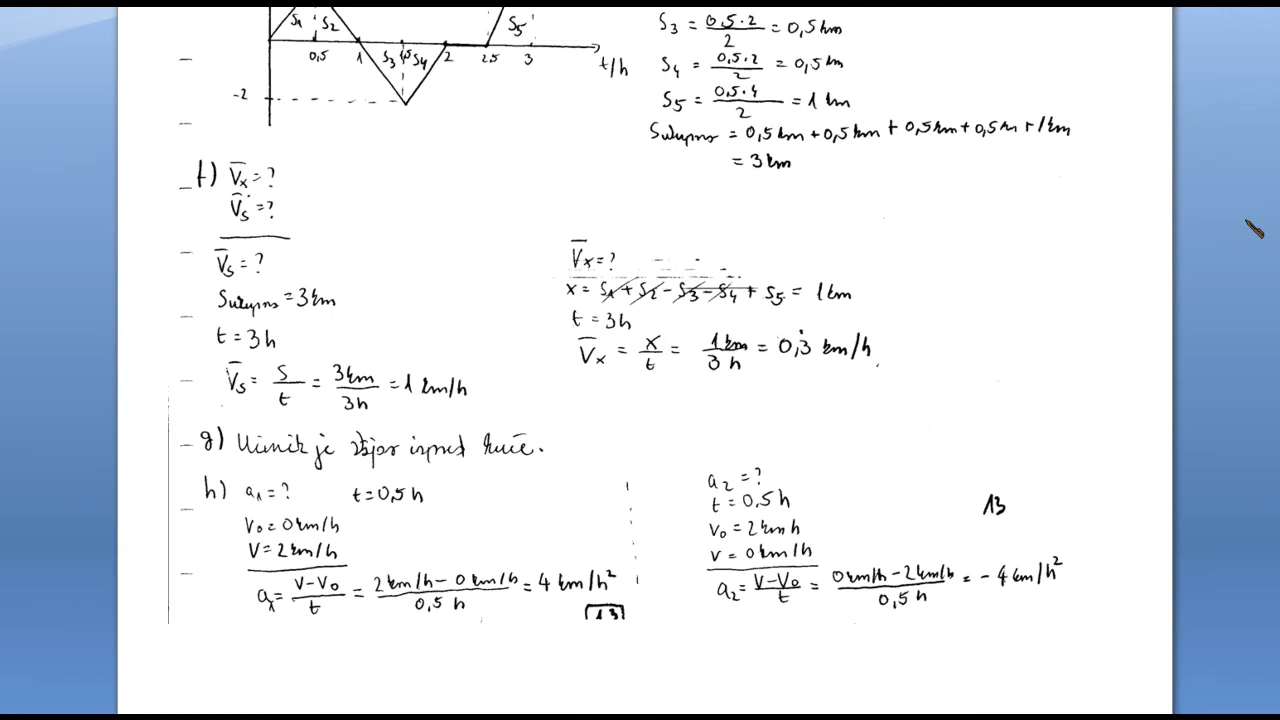 S1 S2 S5
0,5 1 S3 1,5 S4 2 2,5 3 t/h
-2
S3 = 0,5·2/2 = 0,5 km
S4 = 0,5·2/2 = 0,5 km
S5 = 0,5·4/2 = 1 km
Sukupno = 0,5 km + 0,5 km + 0,5 km + 0,5 km + 1 km
= 3 km
f) V̅x = ?
V̅s = ?
V̅s = ?
Sukupno = 3 km
t = 3 h
V̅s = S/t = 3 km/3h = 1 km/h
V̅x = ?
x = S1 + S2 - S3 - S4 + S5 = 1 km
t = 3h
V̅x = x/t = 1 km/3 h = 0,3̇ km/h
g) Učenik je ispred kuće.
h) a1 = ? t = 0,5 h
V0 = 0 km/h
V = 2 km/h
a1 = V-V0/t = 2 km/h - 0 km/h/0,5 h = 4 km/h²
13
a2 = ?
t = 0,5 h
V0 = 2 km h
V = 0 km/h
a2 = V-V0/t = 0 km/h - 2 km/h/0,5 h = -4 km/h²
13